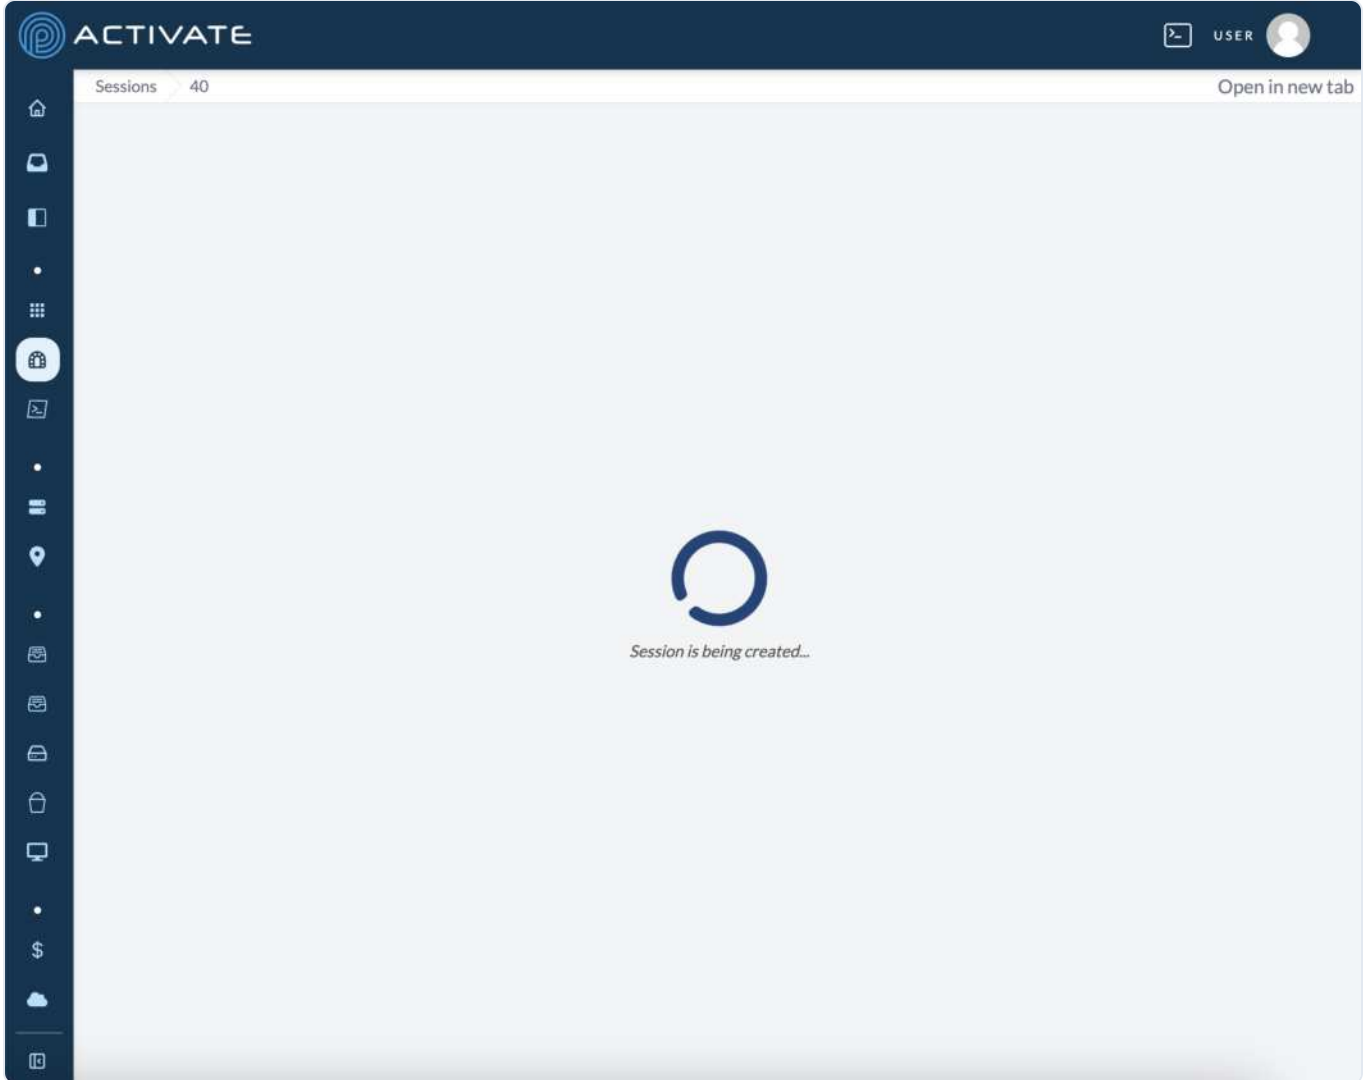 ACTIVATE
USER
Sessions 40
Open in new tab
Session is being created...
$